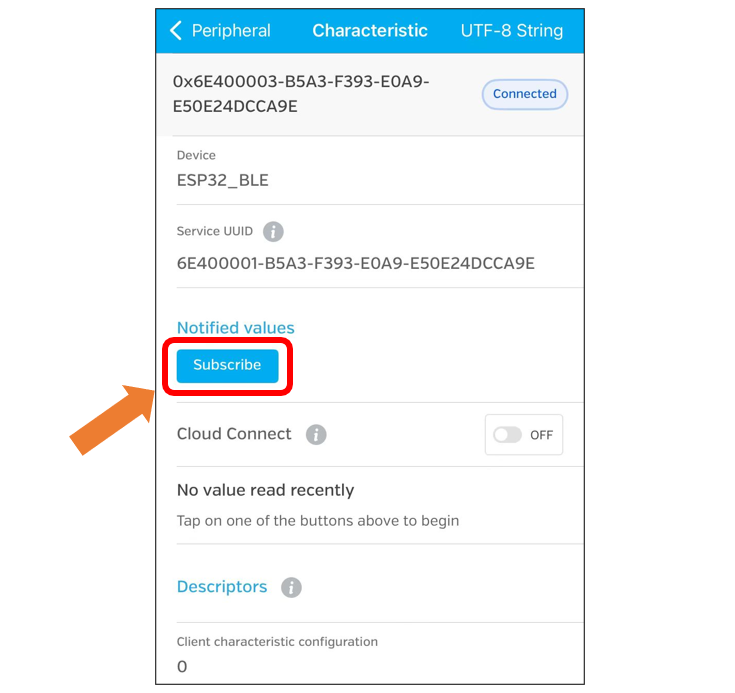 Peripheral Characteristic UTF-8 String
0x6E400003-B5A3-F393-E0A9-
E50E24DCCA9E
Connected
Device
ESP32_BLE
Service UUID i
6E400001-B5A3-F393-E0A9-E50E24DCCA9E
Notified values
Subscribe
Cloud Connect i OFF
No value read recently
Tap on one of the buttons above to begin
Descriptors i
Client characteristic configuration
0